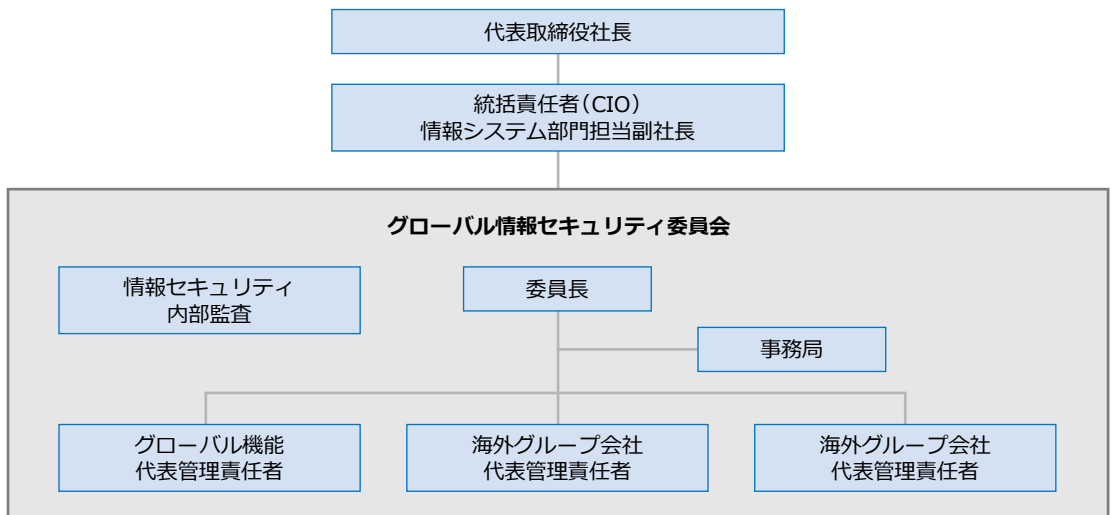 代表取締役社長
統括責任者（CIO）
情報システム部門担当副社長
グローバル情報セキュリティ委員会
情報セキュリティ
内部監査
委員長
事務局
グローバル機能
代表管理責任者
海外グループ会社
代表管理責任者
海外グループ会社
代表管理責任者